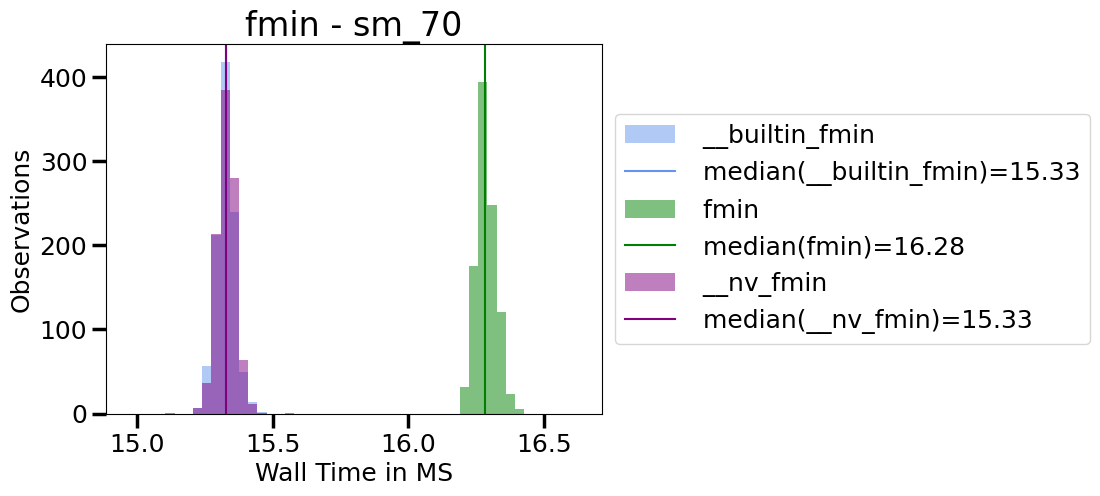 fmin - sm_70
Observations
400
300
200
100
0
15.0 15.5 16.0 16.5
Wall Time in MS
__builtin_fmin
median(__builtin_fmin)=15.33
fmin
median(fmin)=16.28
__nv_fmin
median(__nv_fmin)=15.33